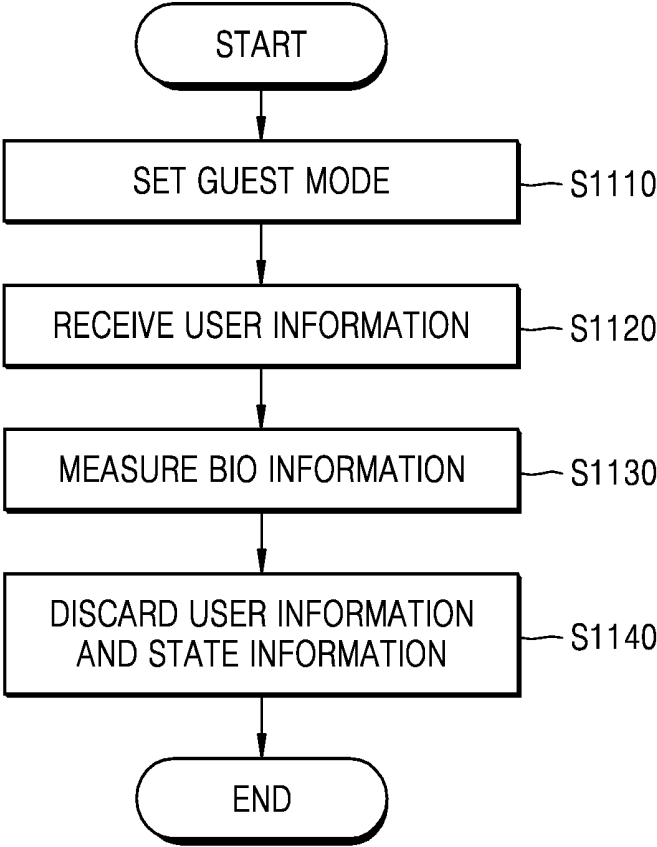 START
SET GUEST MODE
S1110
RECEIVE USER INFORMATION
S1120
MEASURE BIO INFORMATION
S1130
DISCARD USER INFORMATION
AND STATE INFORMATION
S1140
END